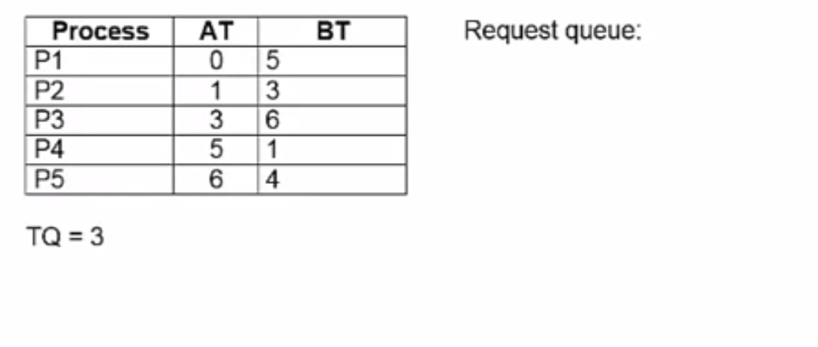 Process AT BT
P1 0 5
P2 1 3
P3 3 6
P4 5 1
P5 6 4
TQ = 3
Request queue: